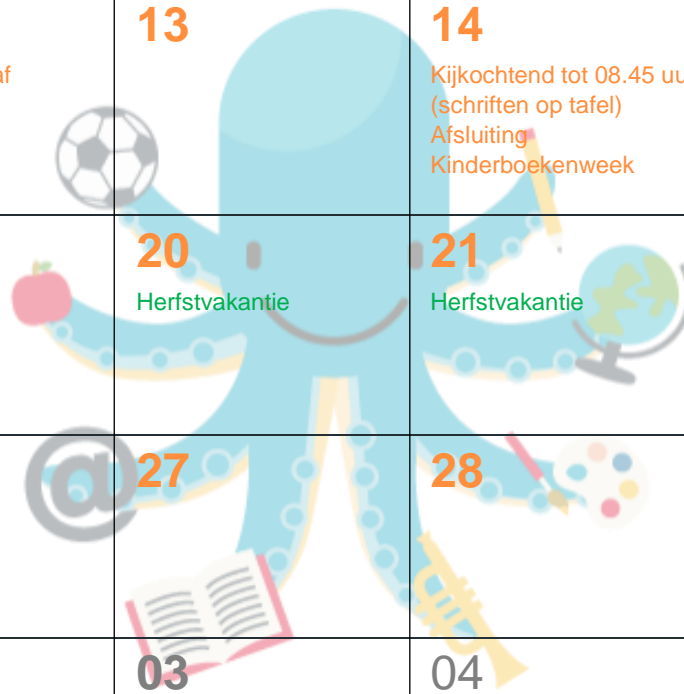 13
14
Kijkochtend tot 08.45
(schriften op tafel)
Afsluiting
Kinderboekenweek
20
21
Herfstvakantie
Herfstvakantie
@
27
28
03
04